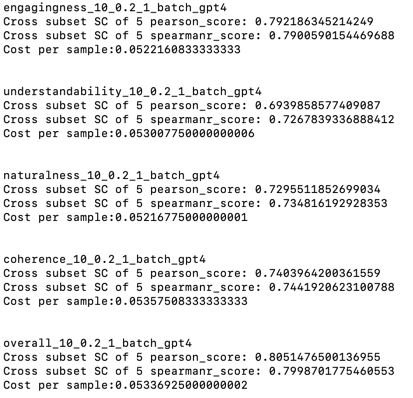 engagingness_10_0.2_1_batch_gpt4
Cross subset SC of 5 pearson_score: 0.792186345214249
Cross subset SC of 5 spearmanr_score: 0.7900590154469688
Cost per sample:0.0522160833333333
understandability_10_0.2_1_batch_gpt4
Cross subset SC of 5 pearson_score: 0.6939858577409087
Cross subset SC of 5 spearmanr_score: 0.7267839336888412
Cost per sample:0.053007750000000006
naturalness_10_0.2_1_batch_gpt4
Cross subset SC of 5 pearson_score: 0.7295511852699034
Cross subset SC of 5 spearmanr_score: 0.734816192928353
Cost per sample:0.05216775000000001
coherence_10_0.2_1_batch_gpt4
Cross subset SC of 5 pearson_score: 0.7403964200361559
Cross subset SC of 5 spearmanr_score: 0.7441920623100788
Cost per sample:0.05357508333333333
overall_10_0.2_1_batch_gpt4
Cross subset SC of 5 pearson_score: 0.8051476500136955
Cross subset SC of 5 spearmanr_score: 0.7998701775460553
Cost per sample:0.05336925000000002